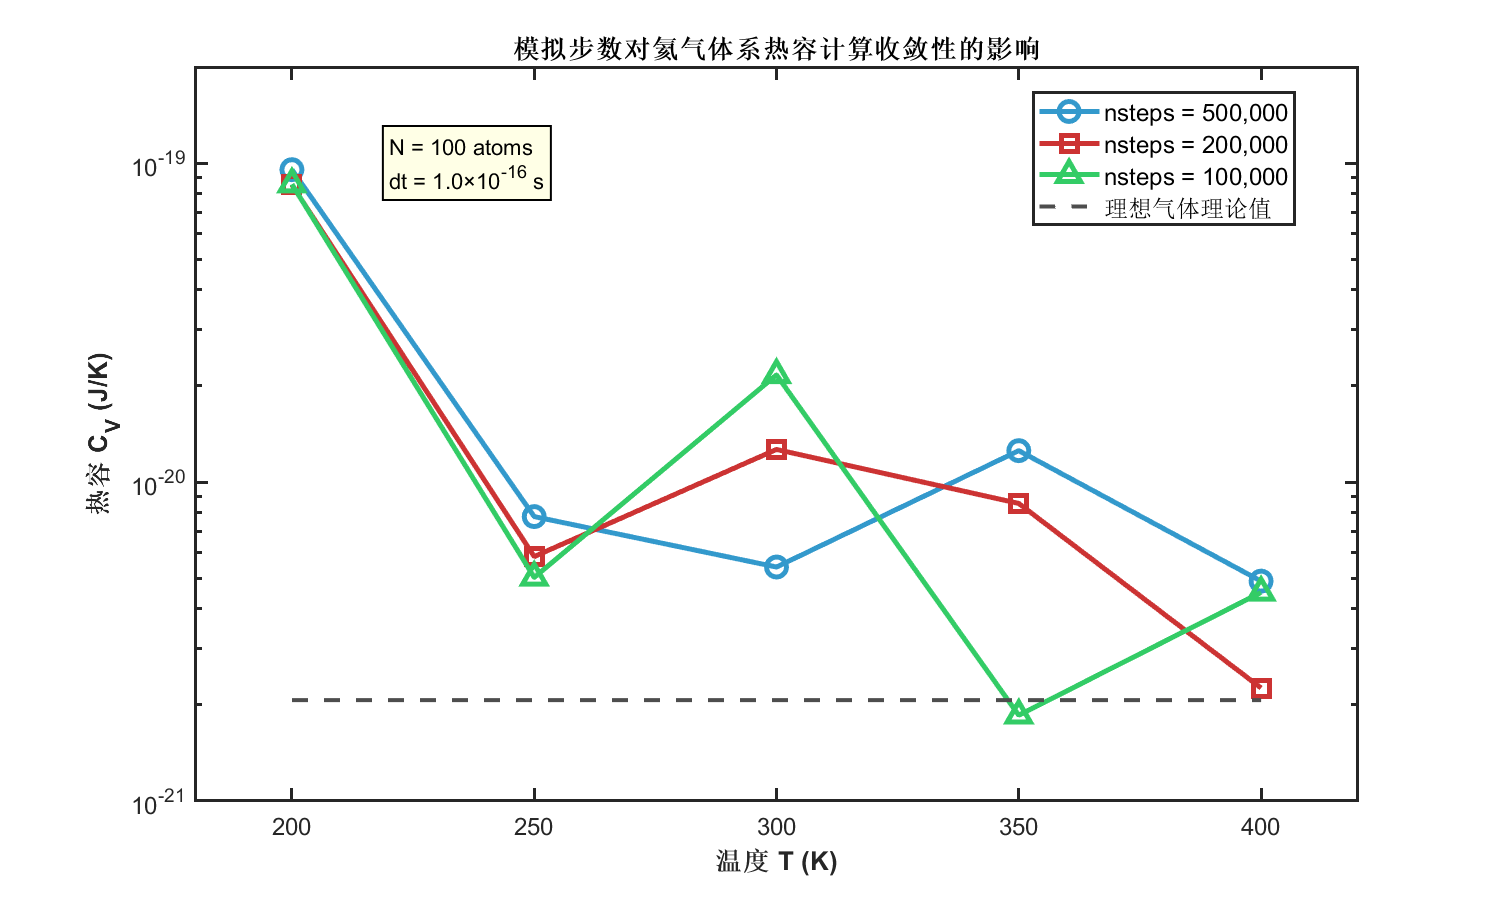 模拟步数对氦气体系热容计算收敛性的影响
N = 100 atoms
dt = 1.0×10⁻¹⁶ s
nsteps = 500,000
nsteps = 200,000
nsteps = 100,000
理想气体理论值
10⁻¹⁹
10⁻²⁰
10⁻²¹
热容 C_V (J/K)
200 250 300 350 400
温度 T (K)